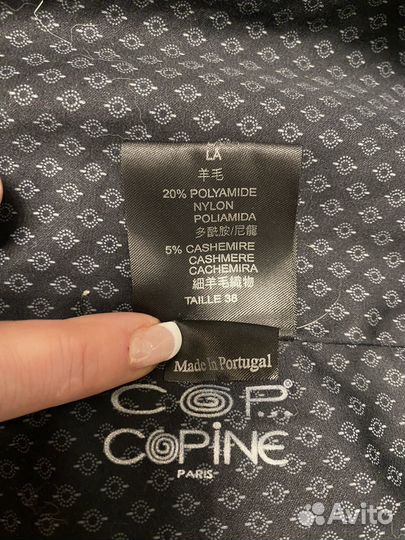 LA
羊毛
20% POLYAMIDE
NYLON
POLIAMIDA
多酰胺/尼龍
5% CASHEMIRE
CASHMERE
CACHEMIRA
細羊毛織物
TAILLE 38
Made in Portugal
C.O.P.
COPINE
PARIS
Avito